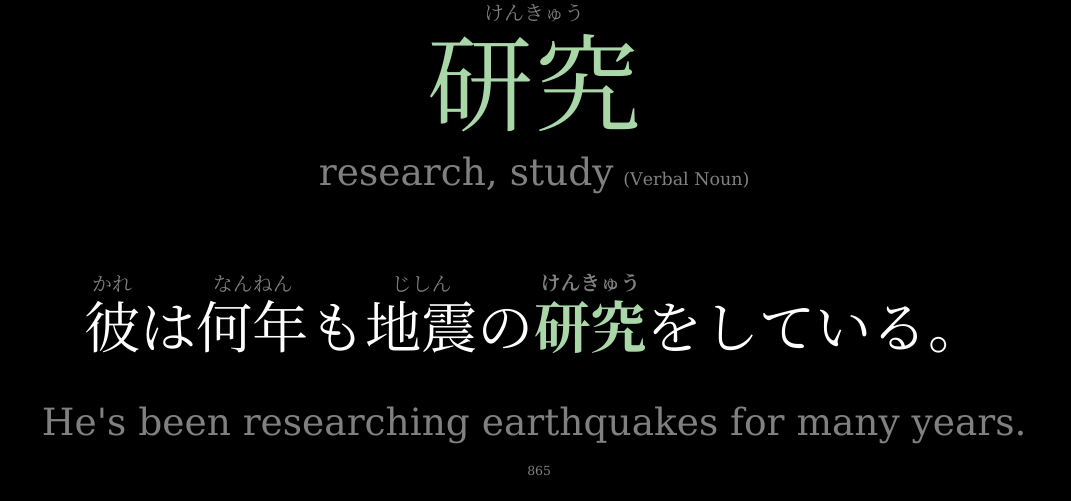 けんきゅう
研究
research, study (Verbal Noun)
かれ なんねん じしん けんきゅう
彼は何年も地震の研究をしている。
He's been researching earthquakes for many years.
865